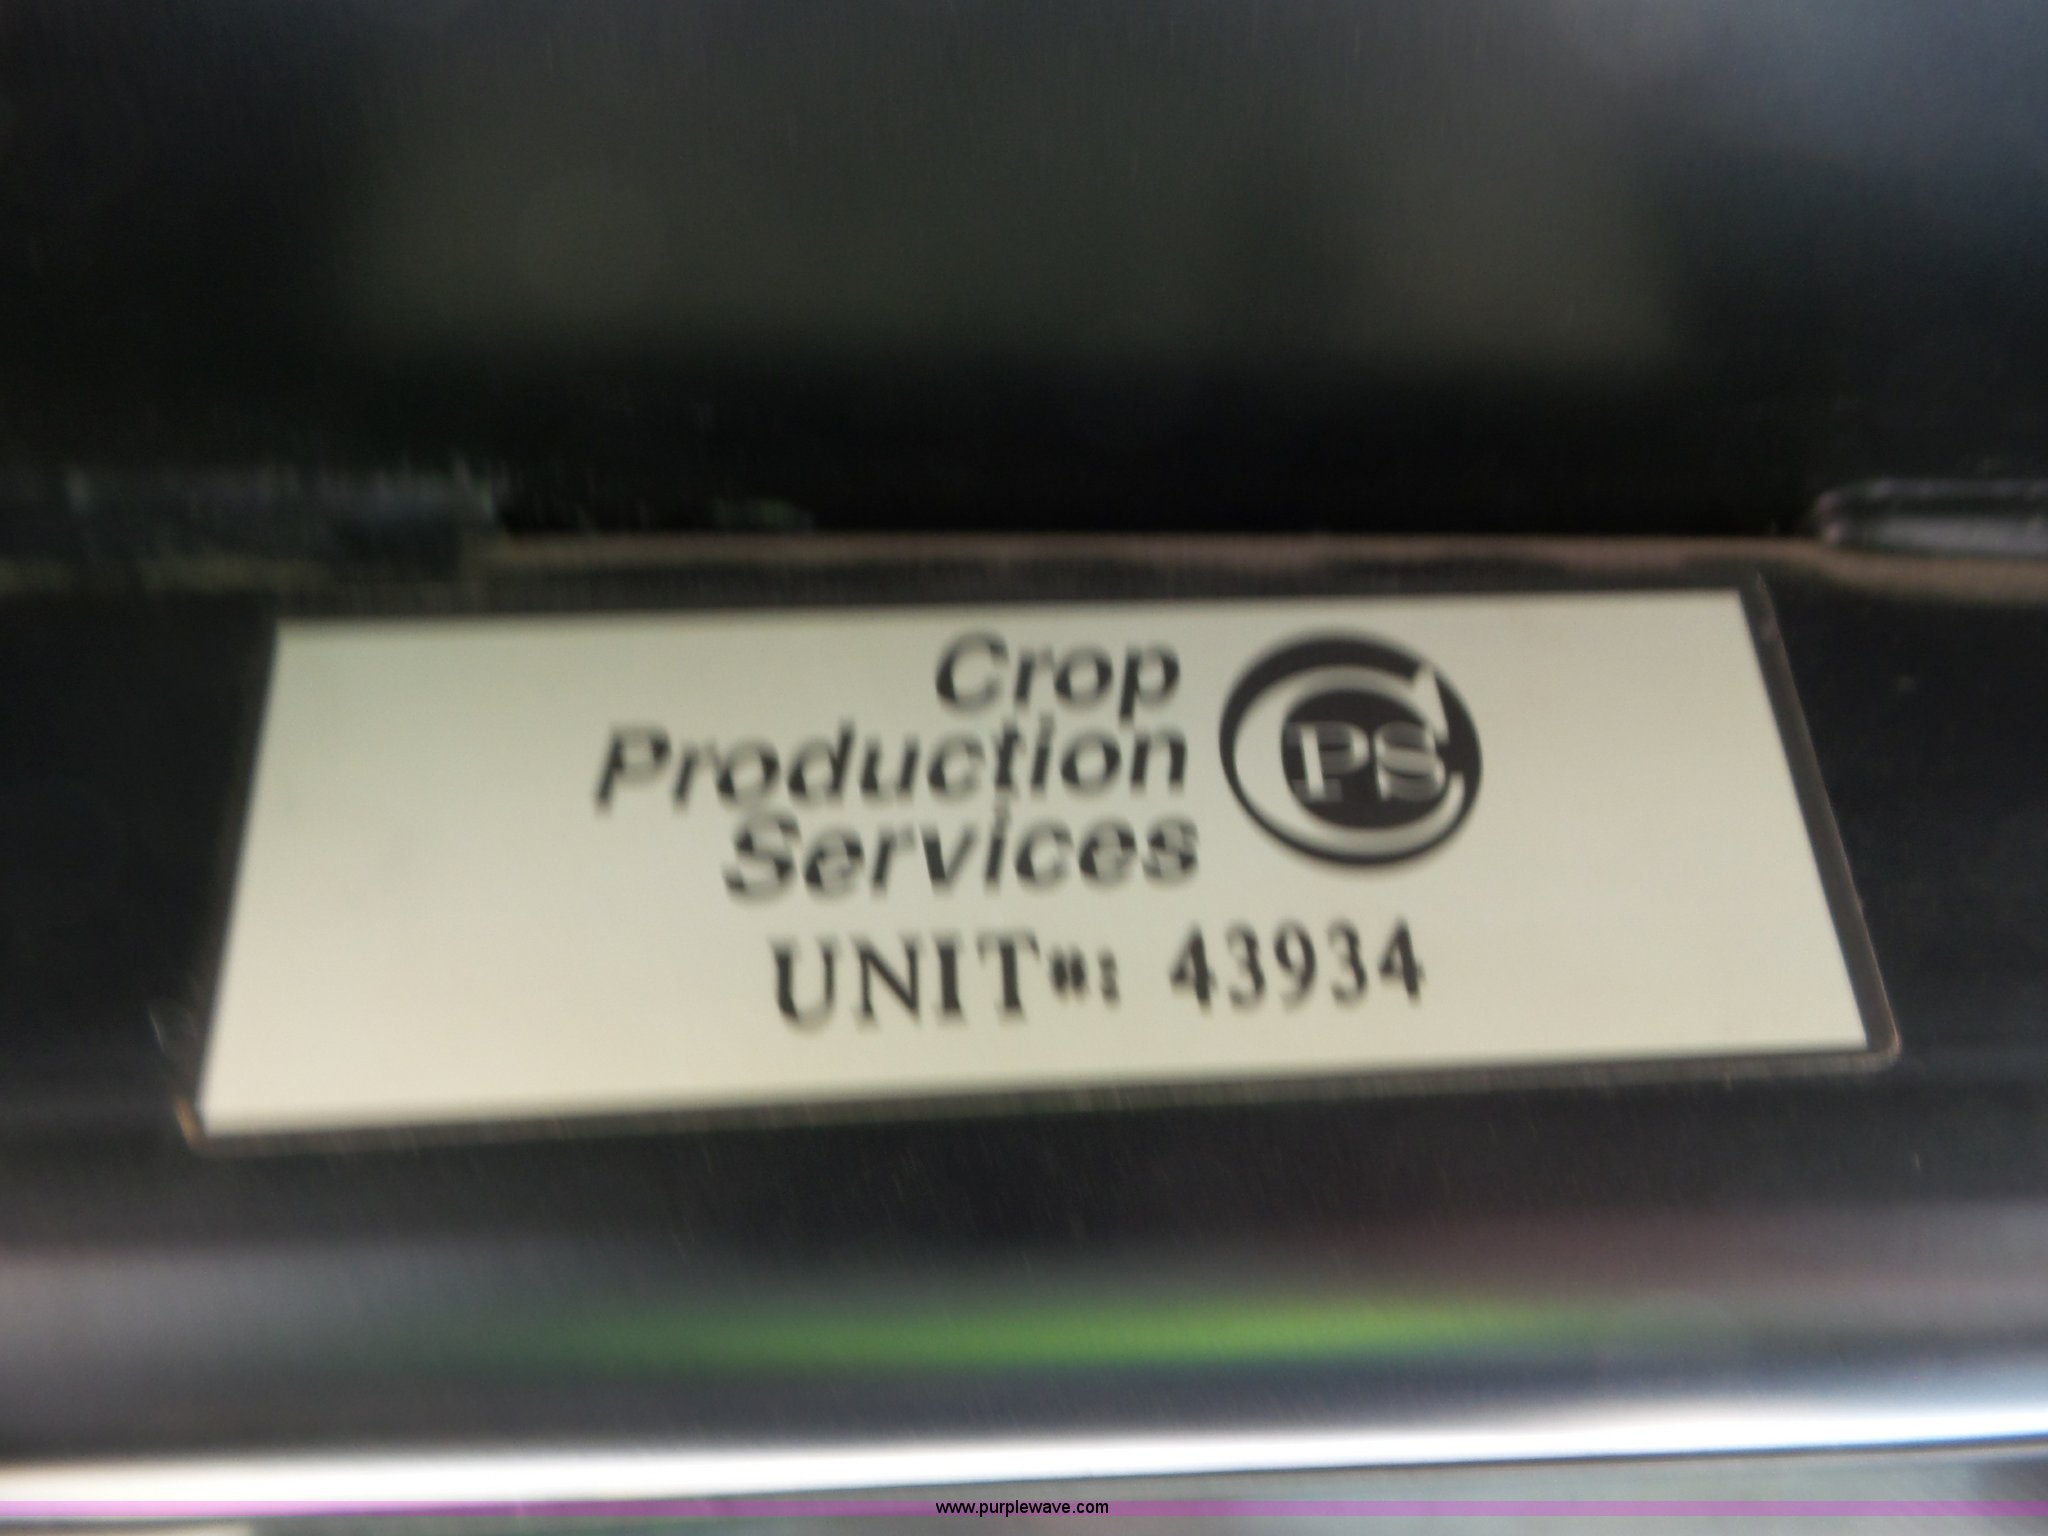 Crop
Production
Services
CPS
UNIT#: 43934
www.purplewave.com